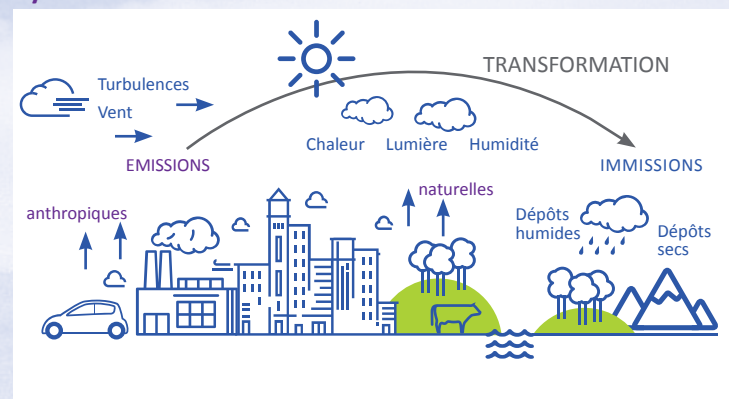 TRANSFORMATION
Turbulences
Vent
Chaleur Lumière Humidité
EMISSIONS
IMMISSIONS
anthropiques
naturelles
Dépôts
humides
Dépôts
secs